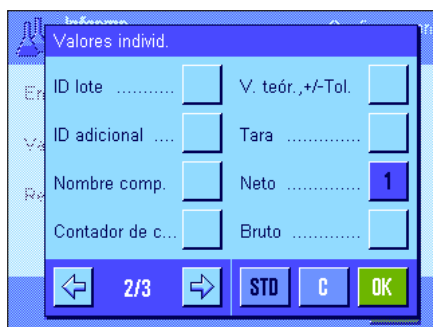 Informe
Valores individ.
ID lote ...........
V. teór.,+/-Tol.
ID adicional ....
Tara .............
Nombre comp.
Neto ............. 1
Contador de c...
Bruto .............
2/3
STD
C
OK